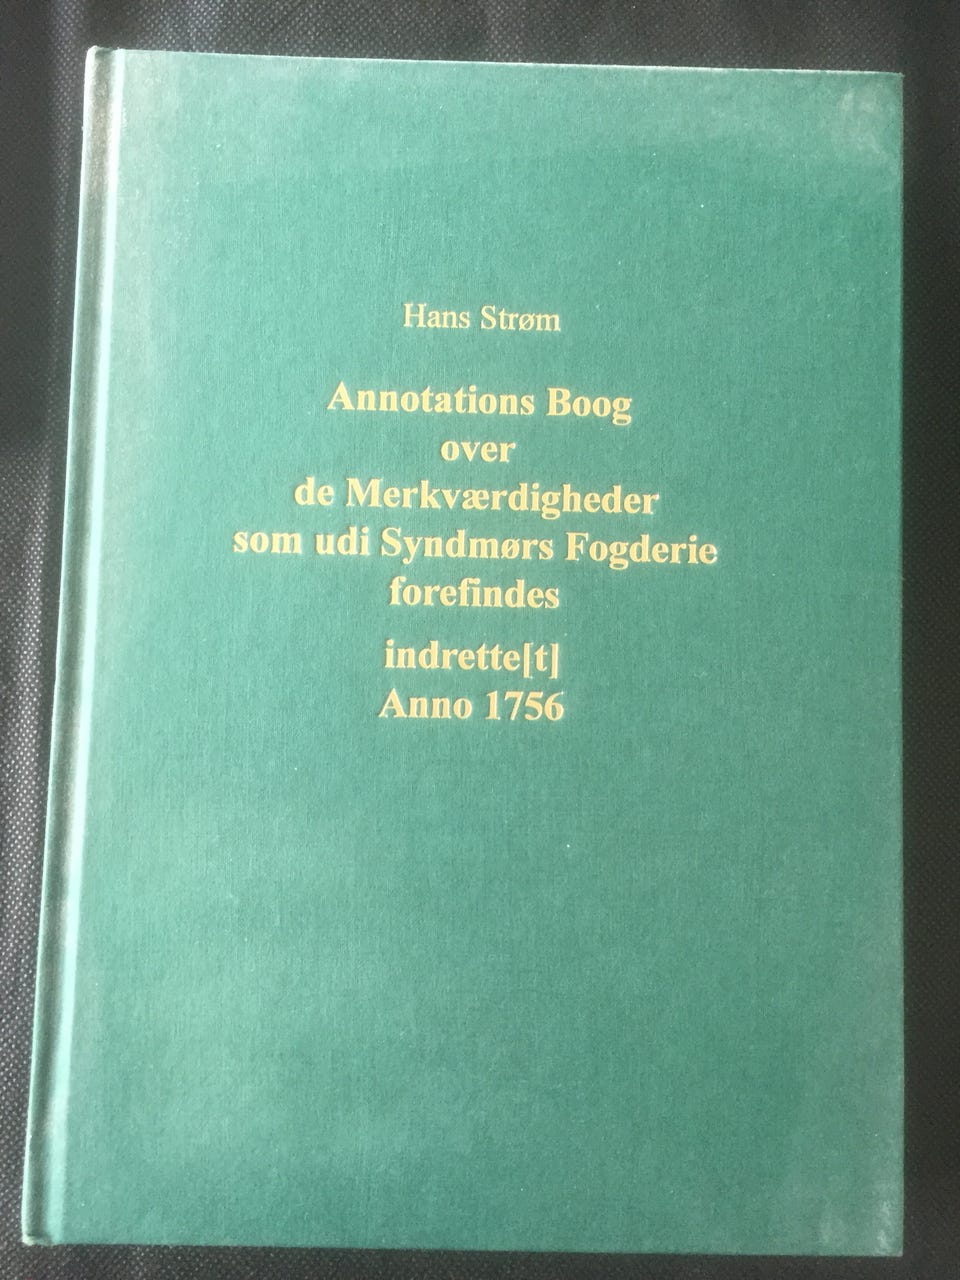 Hans Strøm
Annotations Boog
over
de Merkværdigheder
som udi Syndmørs Fogderie
forefindes
indrette[t]
Anno 1756